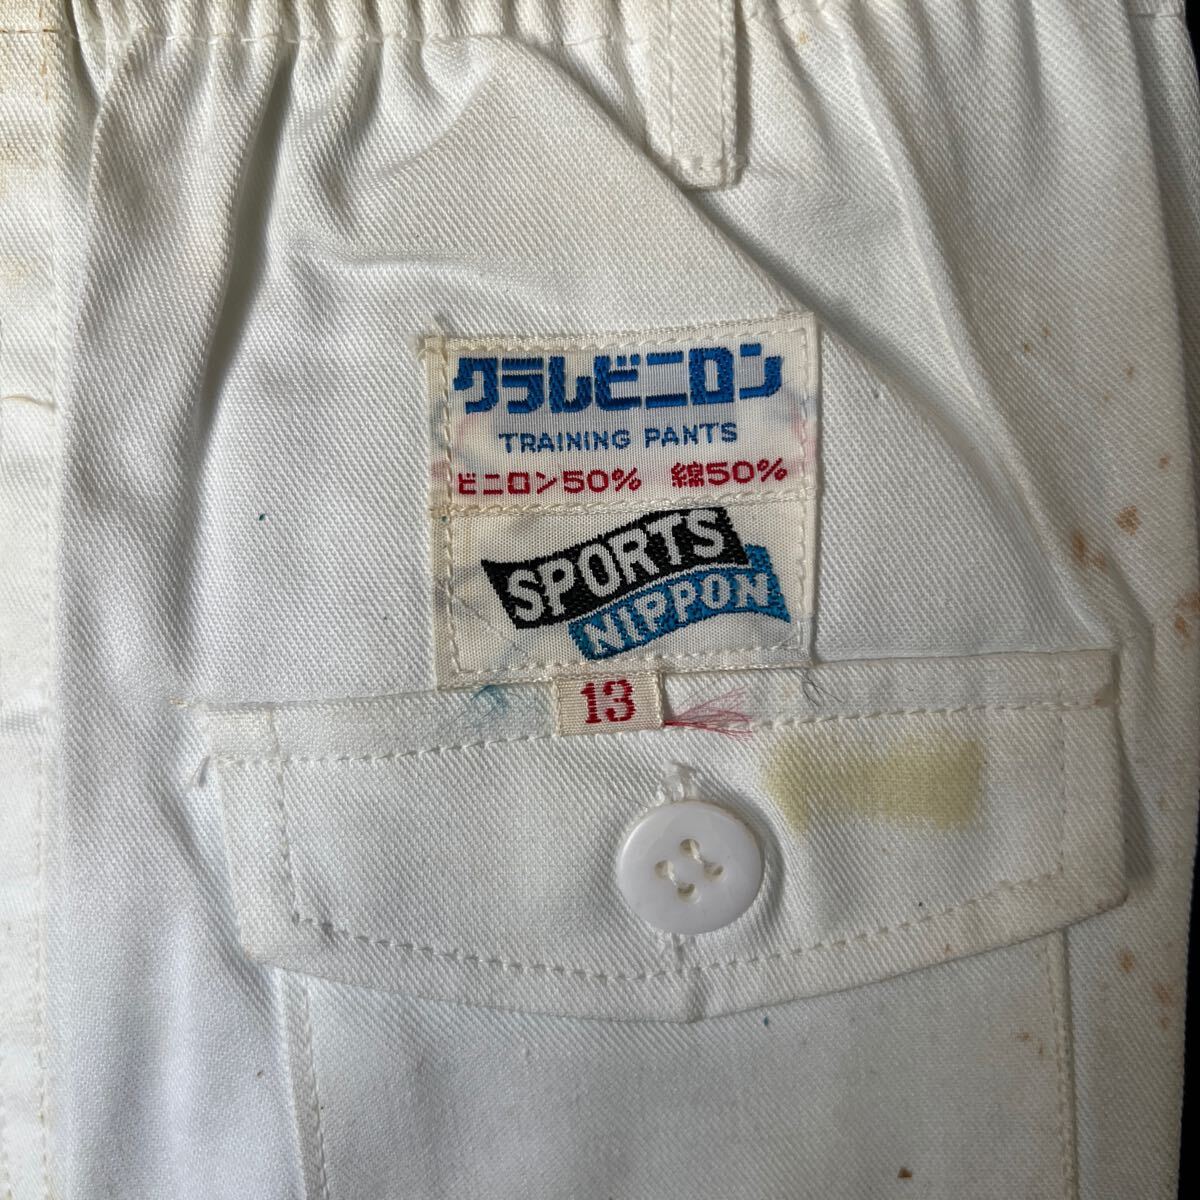 クラレビニロン
TRAINING PANTS
ビニロン50% 綿50%
SPORTS
NIPPON
13